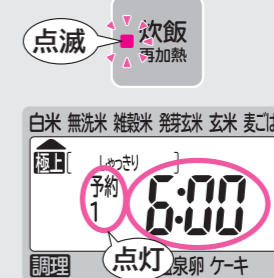 点滅
炊飯
再加熱
白米 無洗米 雑穀米 発芽玄米 玄米 麦ごは
極上[ しゃっきり ]
予約
1
6:00
点灯
調理 泉卵 ケーキ